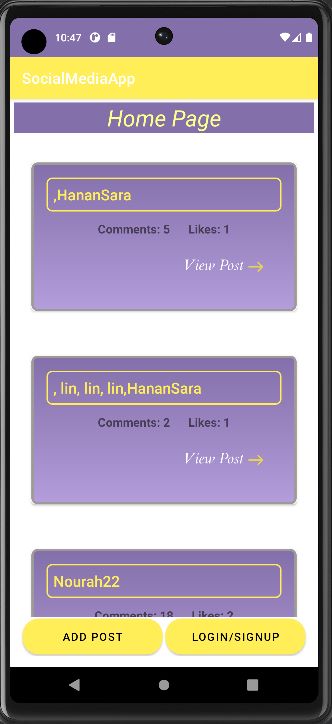 10:47
SocialMediaApp
Home Page
,HananSara
Comments: 5 Likes: 1
View Post →
, lin, lin, lin,HananSara
Comments: 2 Likes: 1
View Post →
Nourah22
Comments: 18 Likes: 2
ADD POST LOGIN/SIGNUP